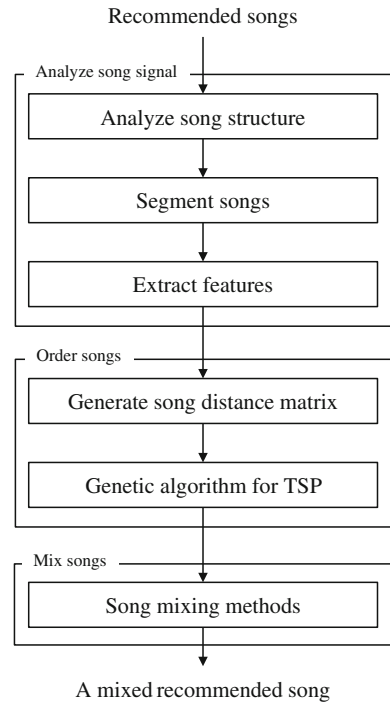 Recommended songs
Analyze song signal
Analyze song structure
Segment songs
Extract features
Order songs
Generate song distance matrix
Genetic algorithm for TSP
Mix songs
Song mixing methods
A mixed recommended song